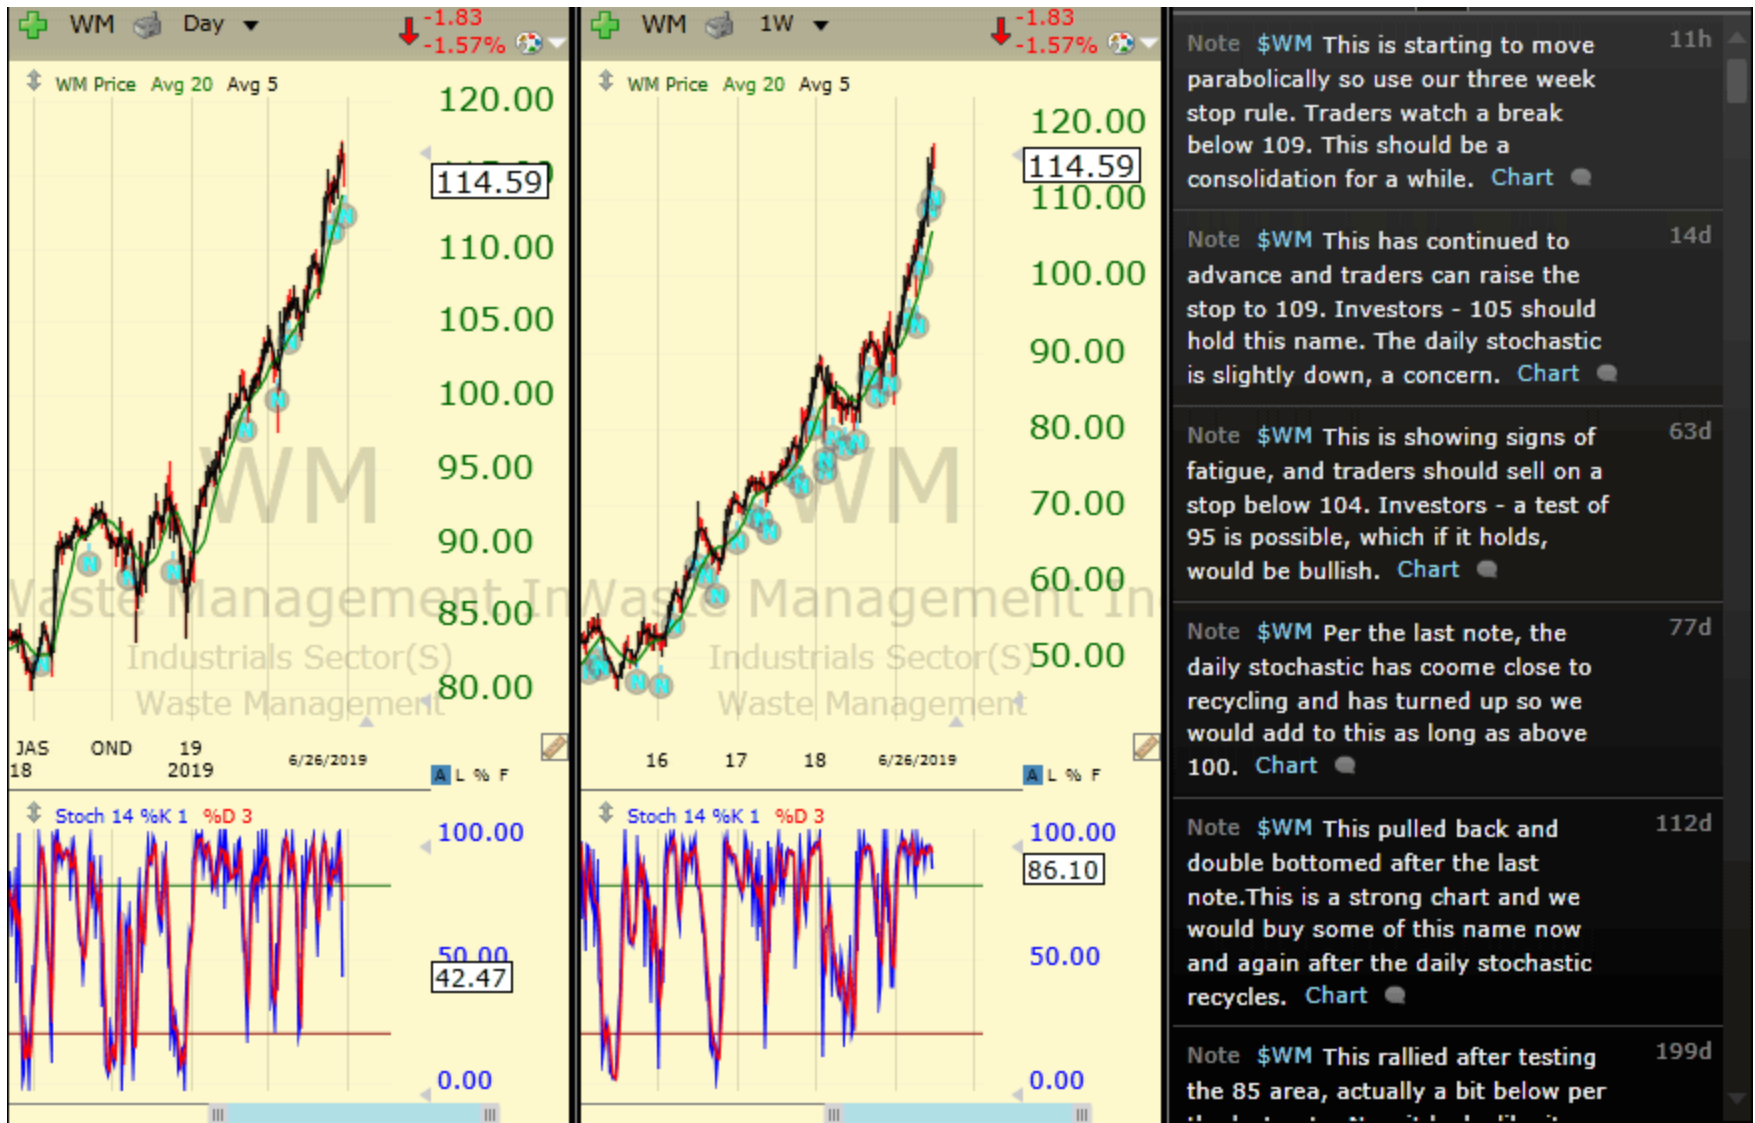 WM Day
-1.83
-1.57%
WM Price Avg 20 Avg 5
120.00
114.59
110.00
105.00
100.00
95.00
90.00
85.00
80.00
WM
Waste Management In
Industrials Sector(S)
Waste Management
JAS OND 19
18 2019 6/26/2019
A L % F
Stoch 14 %K 1 %D 3
100.00
50.00
42.47
0.00
WM 1W
-1.83
-1.57%
WM Price Avg 20 Avg 5
120.00
114.59
110.00
100.00
90.00
80.00
70.00
60.00
50.00
WM
Waste Management In
Industrials Sector(S)
Waste Management
16 17 18 6/26/2019
A L % F
Stoch 14 %K 1 %D 3
100.00
86.10
50.00
0.00
Note $WM This is starting to move 11h
parabolically so use our three week
stop rule. Traders watch a break
below 109. This should be a
consolidation for a while. Chart
Note $WM This has continued to 14d
advance and traders can raise the
stop to 109. Investors - 105 should
hold this name. The daily stochastic
is slightly down, a concern. Chart
Note $WM This is showing signs of 63d
fatigue, and traders should sell on a
stop below 104. Investors - a test of
95 is possible, which if it holds,
would be bullish. Chart
Note $WM Per the last note, the 77d
daily stochastic has coome close to
recycling and has turned up so we
would add to this as long as above
100. Chart
Note $WM This pulled back and 112d
double bottomed after the last
note.This is a strong chart and we
would buy some of this name now
and again after the daily stochastic
recycles. Chart
Note $WM This rallied after testing 199d
the 85 area, actually a bit below per